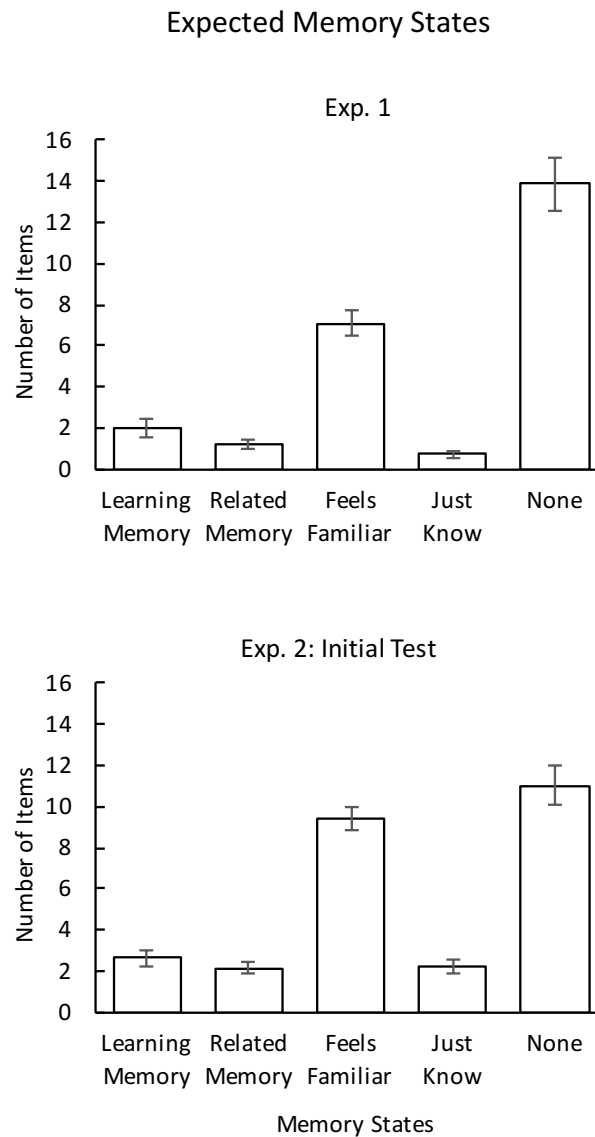 Expected Memory States
Exp. 1
Number of Items
16
14
12
10
8
6
4
2
0
Learning Memory
Related Memory
Feels Familiar
Just Know
None
Exp. 2: Initial Test
Number of Items
16
14
12
10
8
6
4
2
0
Learning Memory
Related Memory
Feels Familiar
Just Know
None
Memory States